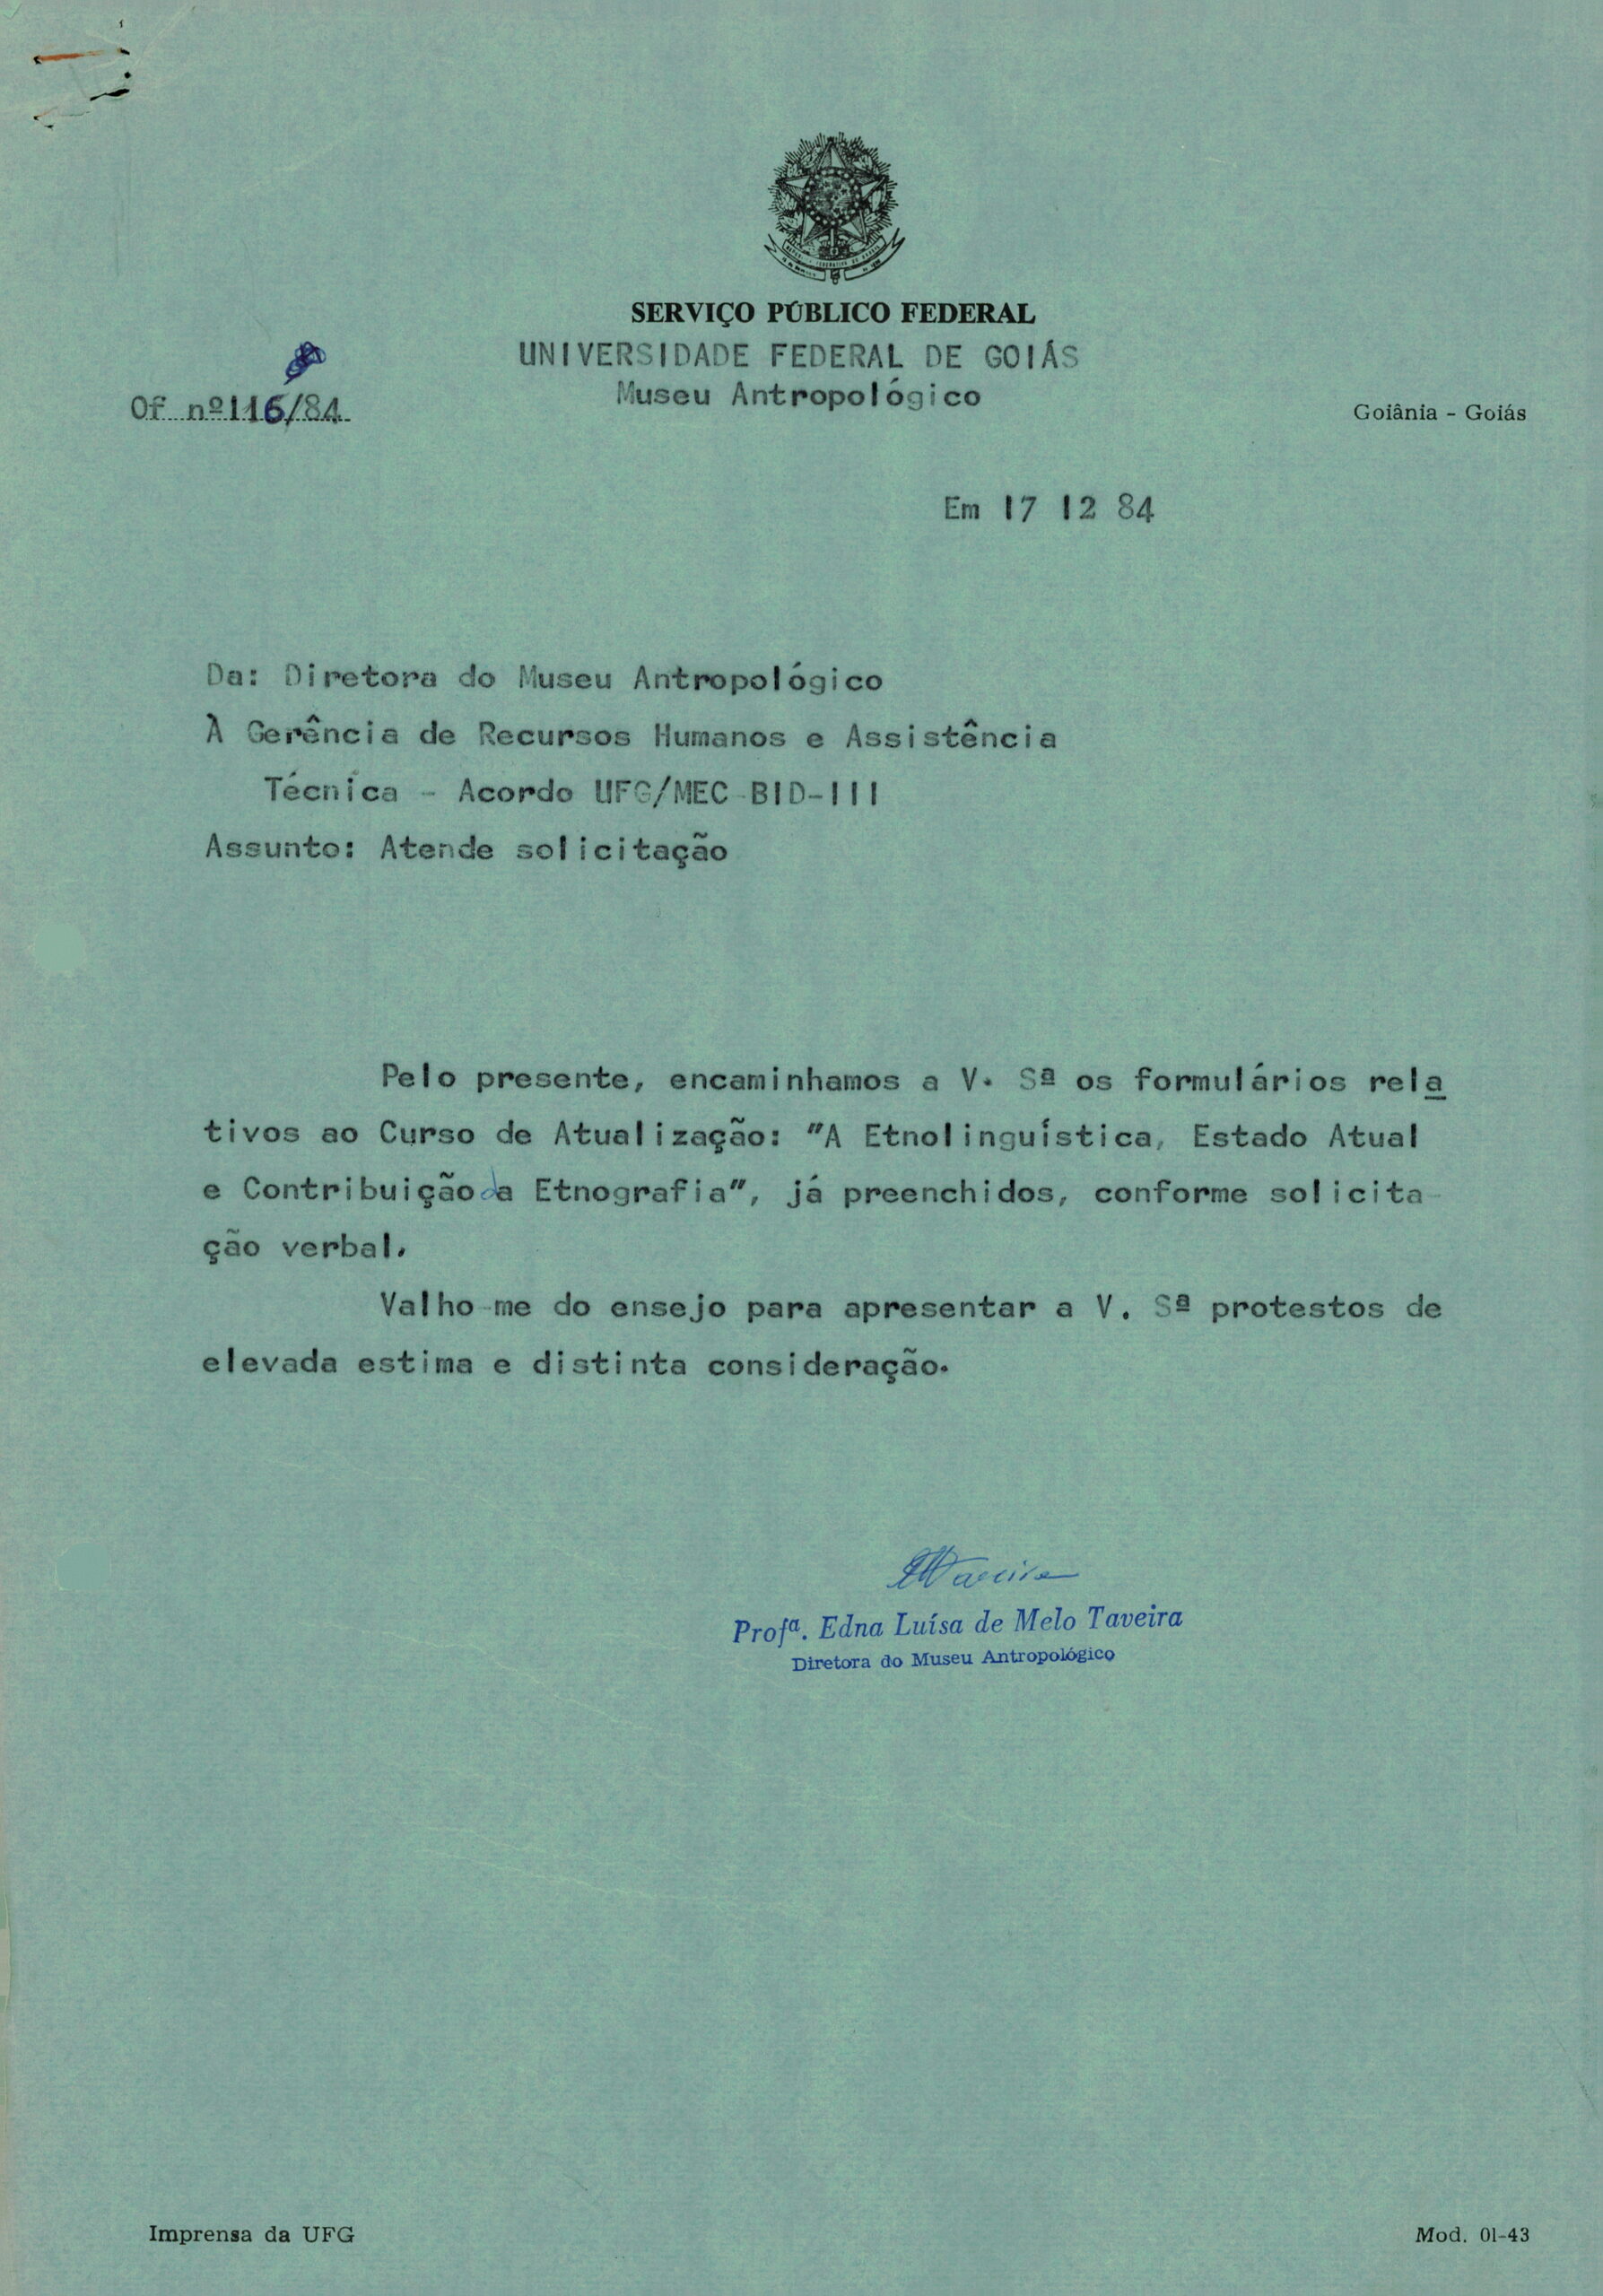 SERVIÇO PÚBLICO FEDERAL
UNIVERSIDADE FEDERAL DE GOIÁS
Museu Antropológico
Of nº116/84
Goiânia - Goiás
Em 17 12 84
Da: Diretora do Museu Antropológico
À Gerência de Recursos Humanos e Assistência
Técnica - Acordo UFG/MEC-BID-III
Assunto: Atende solicitação
Pelo presente, encaminhamos a V. Sª os formulários rela
tivos ao Curso de Atualização: "A Etnolinguística, Estado Atual
e Contribuição da Etnografia", já preenchidos, conforme solicita-
ção verbal.
Valho-me do ensejo para apresentar a V. Sª protestos de
elevada estima e distinta consideração.
Profª. Edna Luísa de Melo Taveira
Diretora do Museu Antropológico
Imprensa da UFG
Mod. 01-43